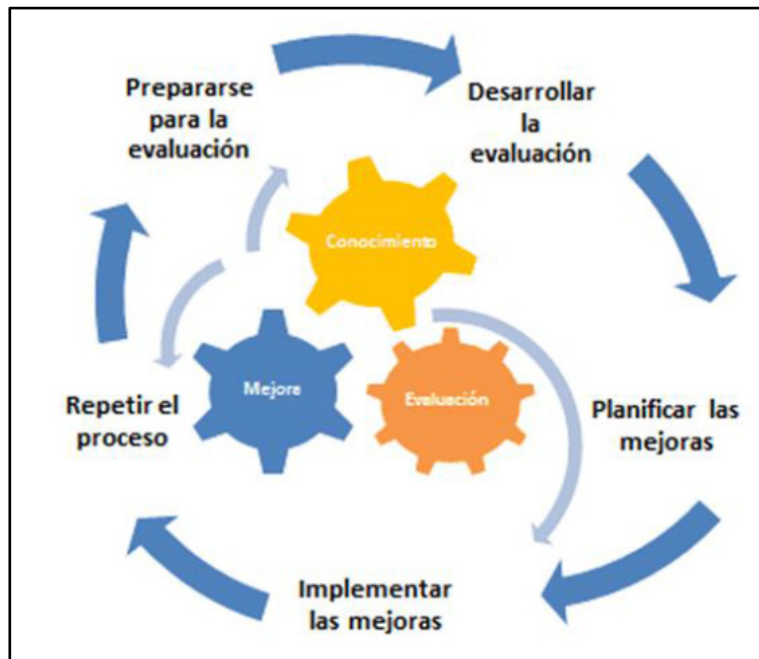 Prepararse
para la
evaluación
Desarrollar
la
evaluación
Conocimiento
Mejora
Evaluación
Repetir el
proceso
Planificar las
mejoras
Implementar
las mejoras